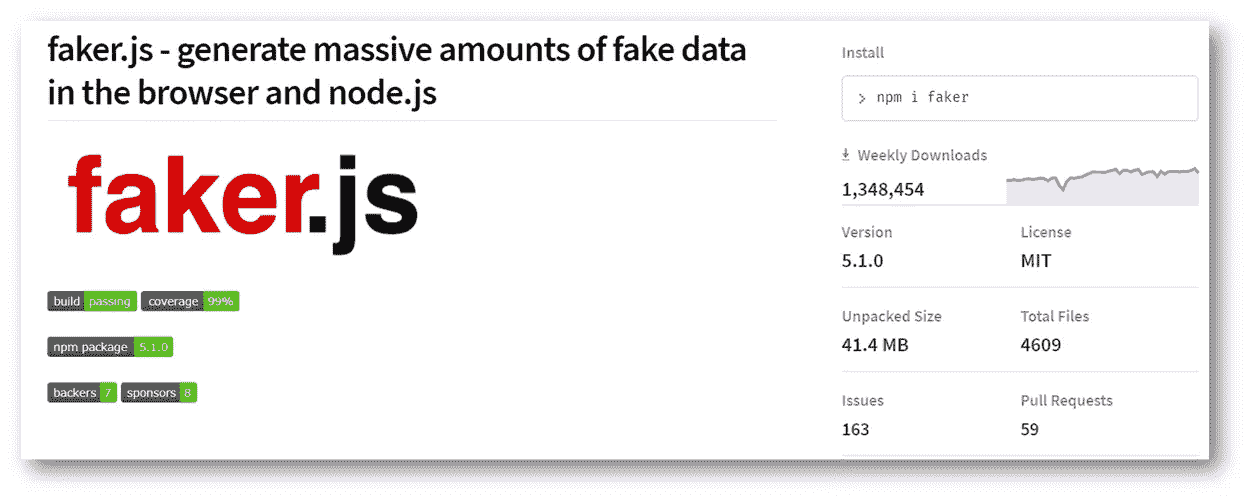 faker.js - generate massive amounts of fake data
in the browser and node.js
faker.js
build passing coverage 99%
npm package 5.1.0
backers 7 sponsors 8
Install
> npm i faker
Weekly Downloads
1,348,454
Version License
5.1.0 MIT
Unpacked Size Total Files
41.4 MB 4609
Issues Pull Requests
163 59